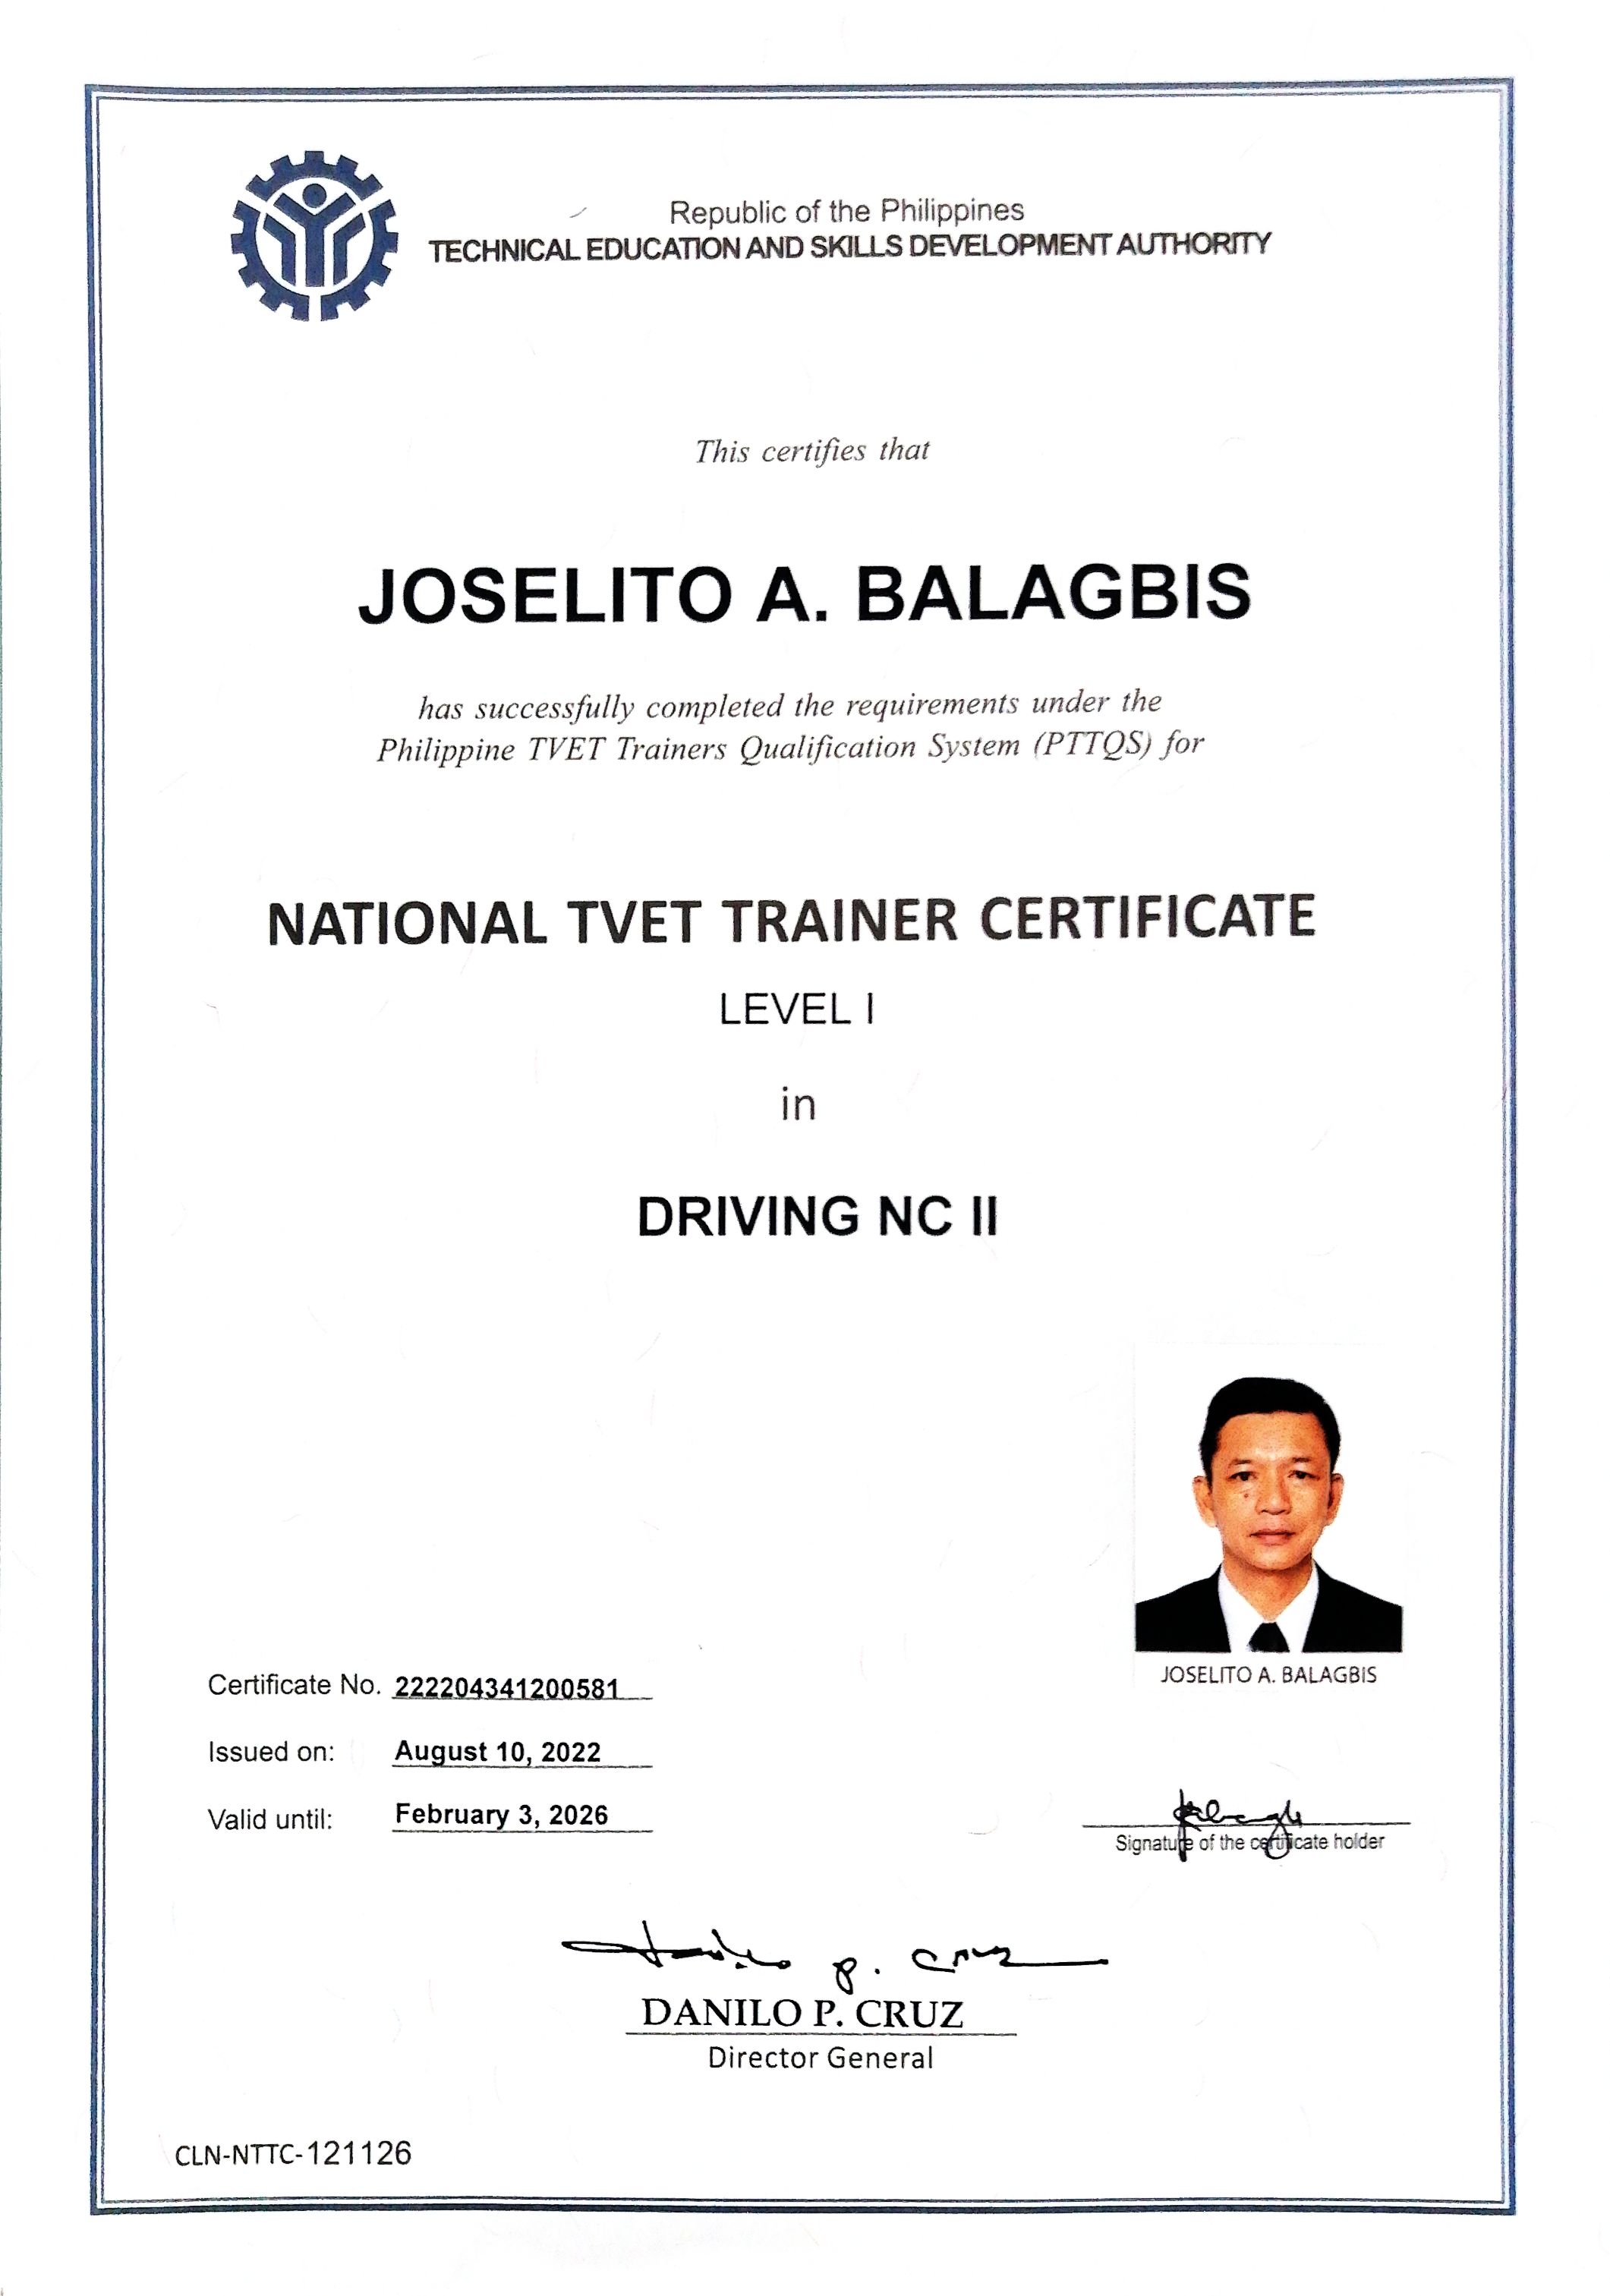 Republic of the Philippines
TECHNICAL EDUCATION AND SKILLS DEVELOPMENT AUTHORITY
This certifies that
JOSELITO A. BALAGBIS
has successfully completed the requirements under the
Philippine TVET Trainers Qualification System (PTTQS) for
NATIONAL TVET TRAINER CERTIFICATE
LEVEL I
in
DRIVING NC II
JOSELITO A. BALAGBIS
Certificate No. 222204341200581
Issued on: August 10, 2022
Valid until: February 3, 2026
Signature of the certificate holder
Danilo P. Cruz
DANILO P. CRUZ
Director General
CLN-NTTC-121126